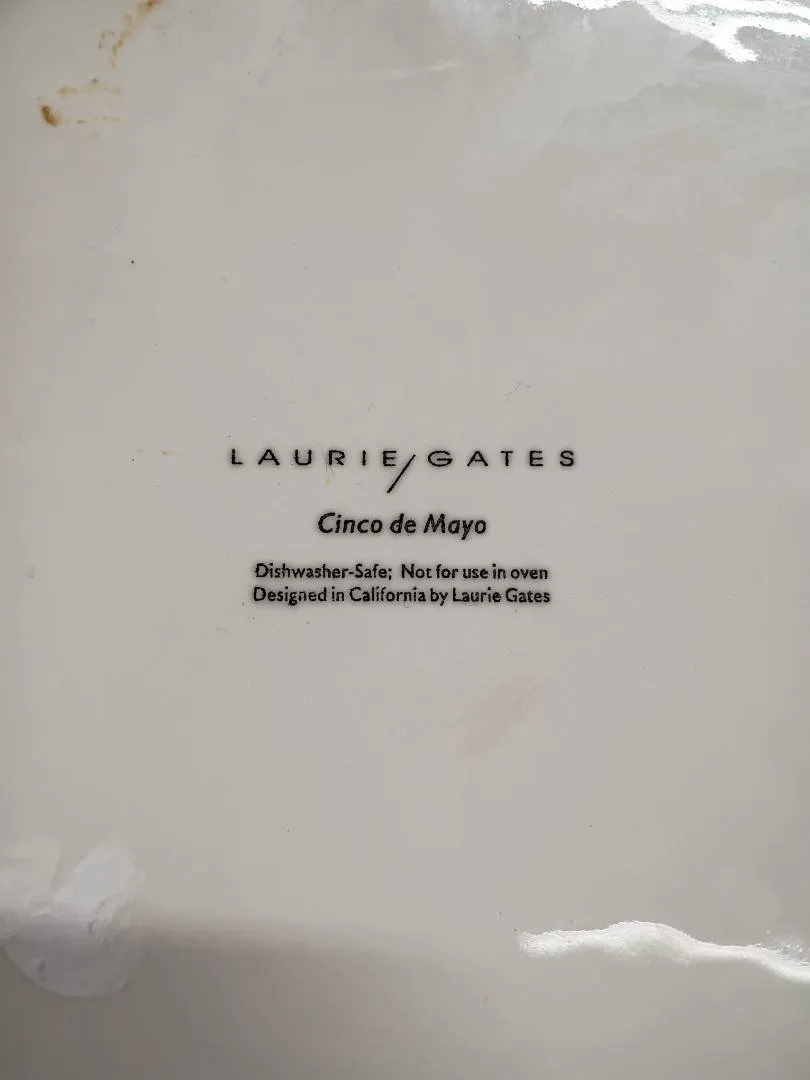 LAURIE/GATES
Cinco de Mayo
Dishwasher-Safe; Not for use in oven
Designed in California by Laurie Gates